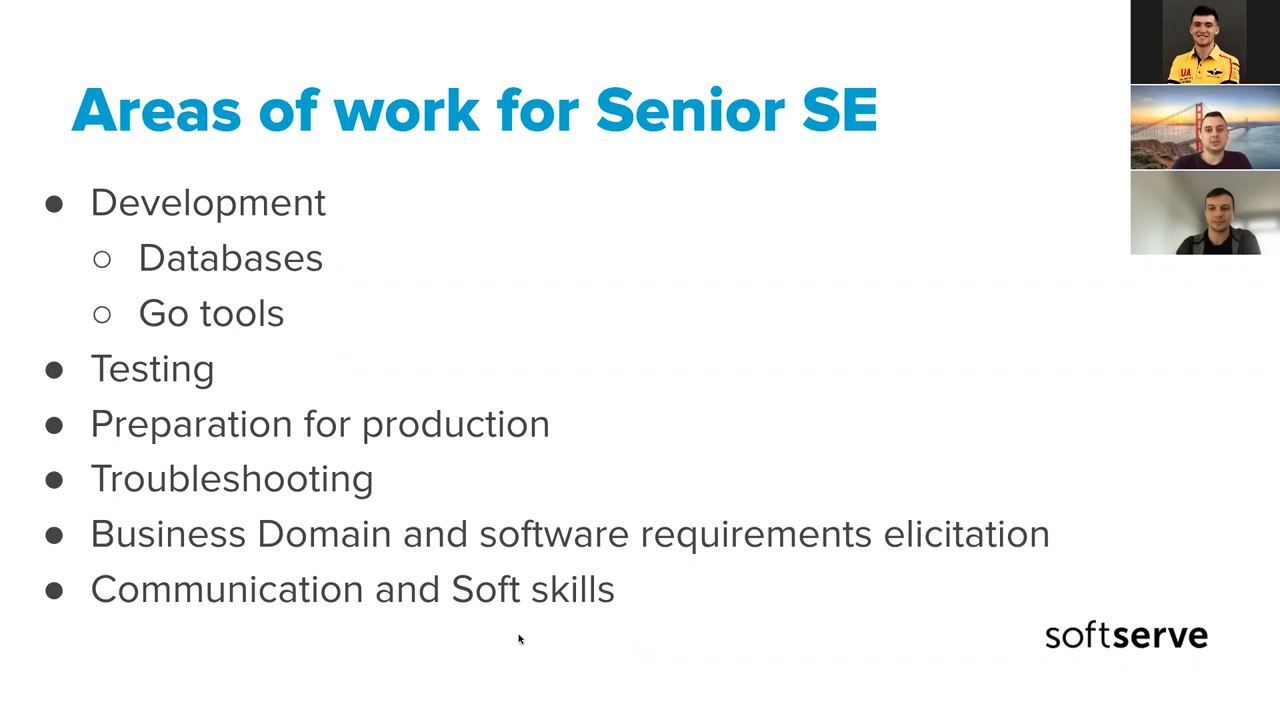 Areas of work for Senior SE
● Development
○ Databases
○ Go tools
● Testing
● Preparation for production
● Troubleshooting
● Business Domain and software requirements elicitation
● Communication and Soft skills
softserve
UA